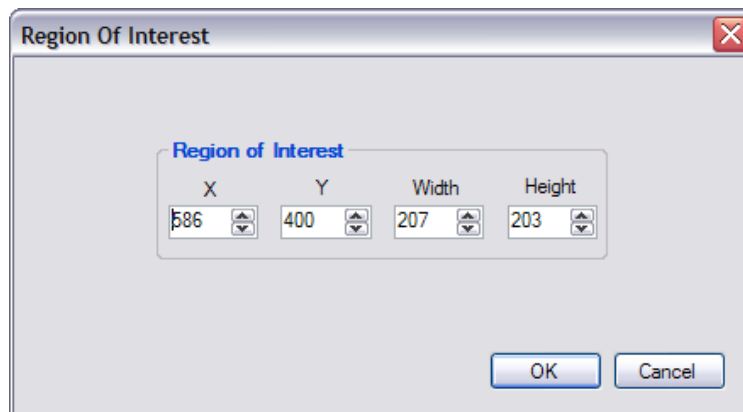 Region Of Interest
Region of Interest
X Y Width Height
586 400 207 203
OK Cancel